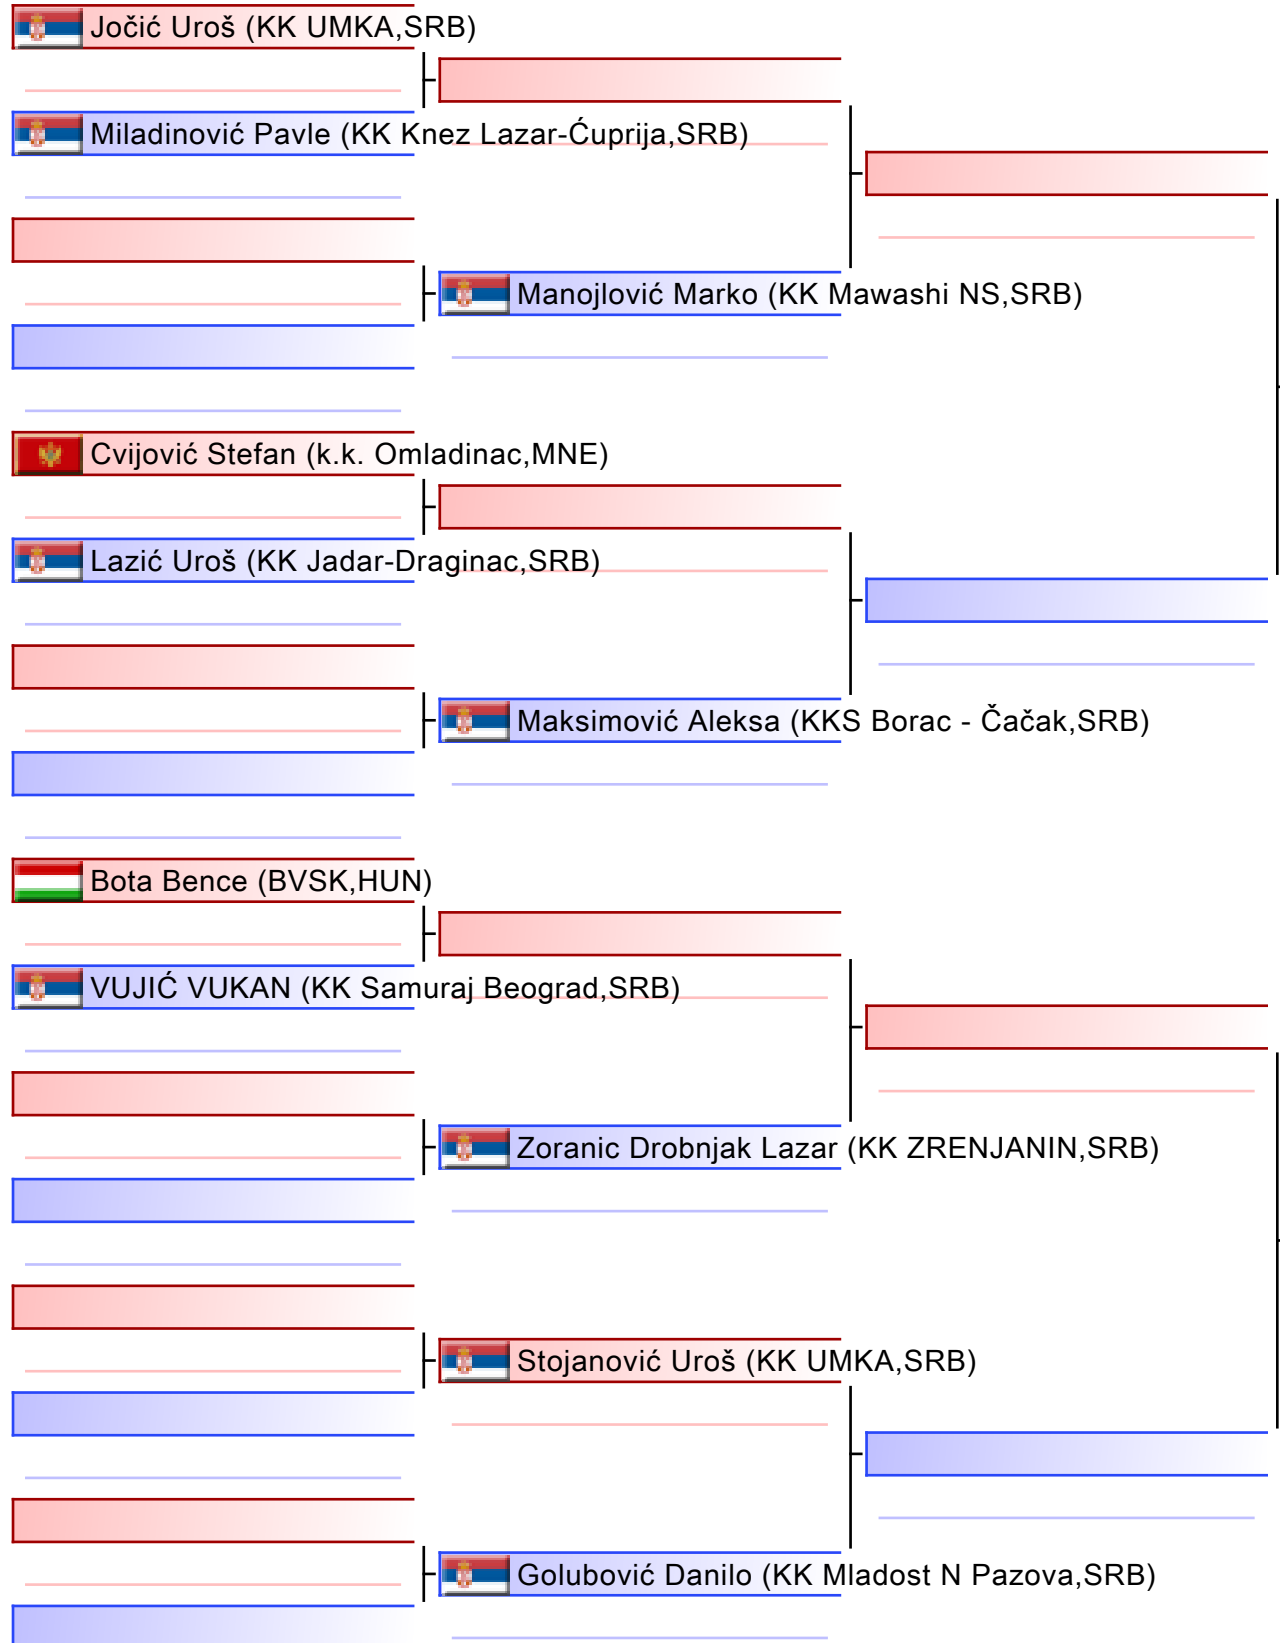 Jočić Uroš (KK UMKA,SRB)
Miladinović Pavle (KK Knez Lazar-Ćuprija,SRB)
Manojlović Marko (KK Mawashi NS,SRB)
Cvijović Stefan (k.k. Omladinac,MNE)
Lazić Uroš (KK Jadar-Draginac,SRB)
Maksimović Aleksa (KKS Borac - Čačak,SRB)
Bota Bence (BVSK,HUN)
VUJIĆ VUKAN (KK Samuraj Beograd,SRB)
Zoranic Drobnjak Lazar (KK ZRENJANIN,SRB)
Stojanović Uroš (KK UMKA,SRB)
Golubović Danilo (KK Mladost N Pazova,SRB)